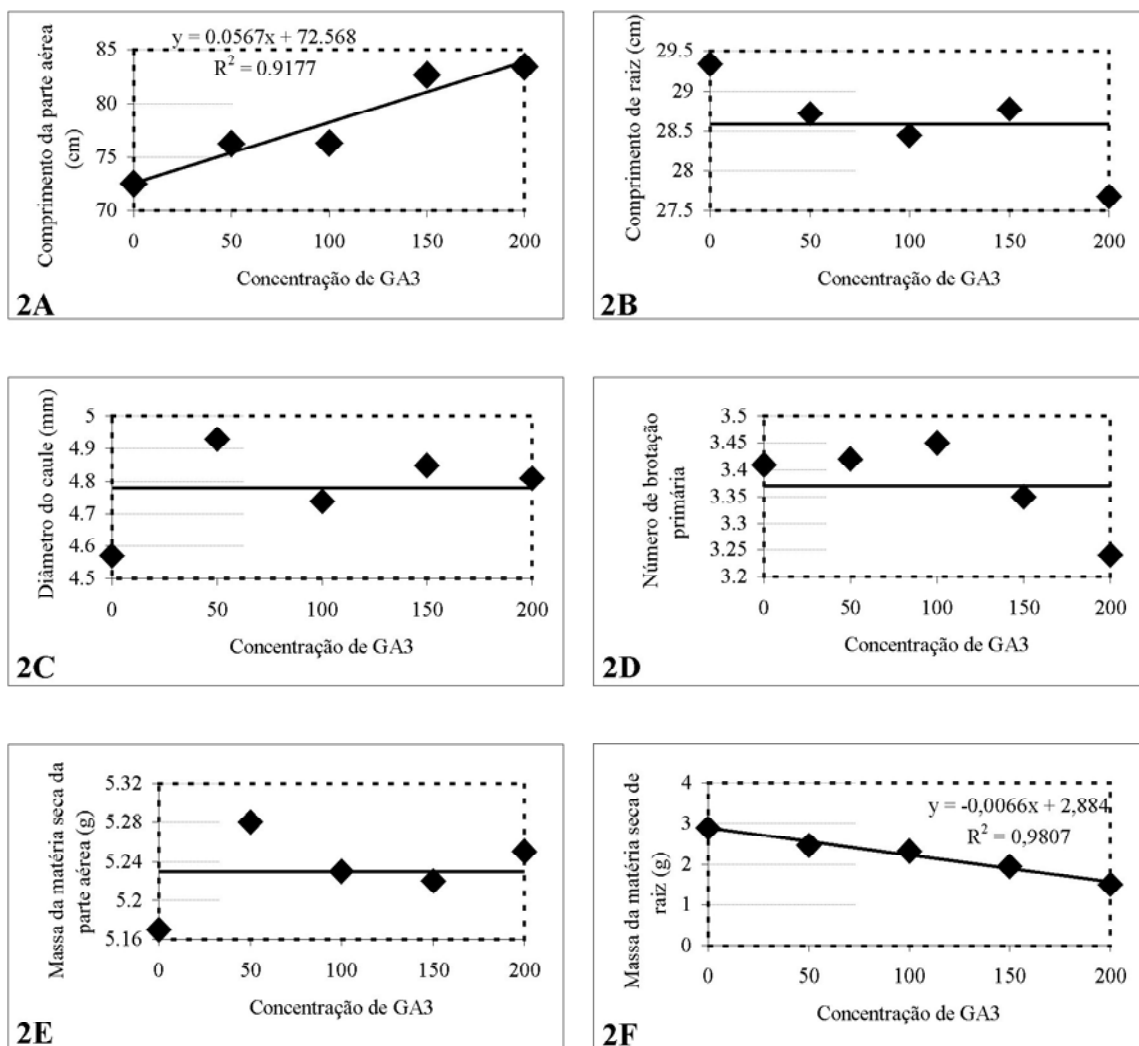 y = 0.0567x + 72.568
R² = 0.9177
85
80
75
70
0 50 100 150 200
Comprimento da parte aérea
(cm)
Concentração de GA3
2A
29.5
29
28.5
28
27.5
0 50 100 150 200
Comprimento de raiz (cm)
Concentração de GA3
2B
5
4.9
4.8
4.7
4.6
4.5
0 50 100 150 200
Diâmetro do caule (mm)
Concentração de GA3
2C
3.5
3.45
3.4
3.35
3.3
3.25
3.2
0 50 100 150 200
Número de brotação
primária
Concentração de GA3
2D
5.32
5.28
5.24
5.2
5.16
0 50 100 150 200
Massa da matéria seca da
parte aérea (g)
Concentração de GA3
2E
y = -0,0066x + 2,884
R² = 0,9807
4
3
2
1
0
0 50 100 150 200
Massa da matéria seca de
raiz (g)
Concentração de GA3
2F